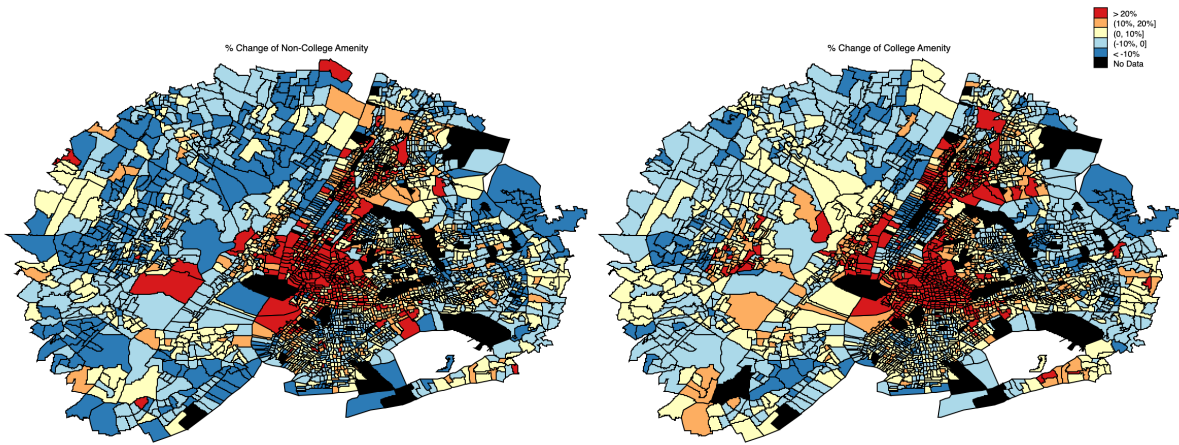 % Change of Non-College Amenity
% Change of College Amenity
> 20%
(10%, 20%]
(0, 10%]
(-10%, 0]
< -10%
No Data